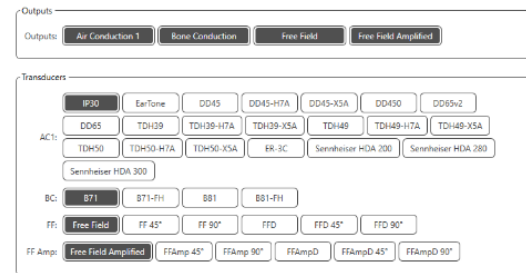 Outputs
Outputs: Air Conduction 1 Bone Conduction Free Field Free Field Amplified
Transducers
IP30 EarTone DD45 DD45-H7A DD45-X5A DD450 DD65v2
AC1: DD65 TDH39 TDH39-H7A TDH39-X5A TDH49 TDH49-H7A TDH49-X5A
TDH50 TDH50-H7A TDH50-X5A ER-3C Sennheiser HDA 200 Sennheiser HDA 280
Sennheiser HDA 300
BC: B71 B71-FH B81 B81-FH
FF: Free Field FF 45° FF 90° FFD FFD 45° FFD 90°
FF Amp: Free Field Amplified FFAmp 45° FFAmp 90° FFAmpD FFAmpD 45° FFAmpD 90°